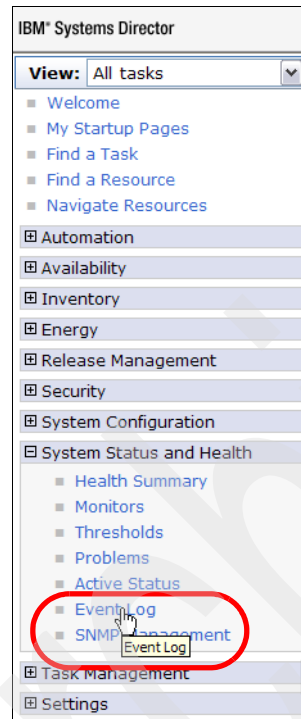 IBM® Systems Director
View: All tasks
Welcome
My Startup Pages
Find a Task
Find a Resource
Navigate Resources
Automation
Availability
Inventory
Energy
Release Management
Security
System Configuration
System Status and Health
Health Summary
Monitors
Thresholds
Problems
Active Status
Event Log
SNMP Management
Event Log
Task Management
Settings